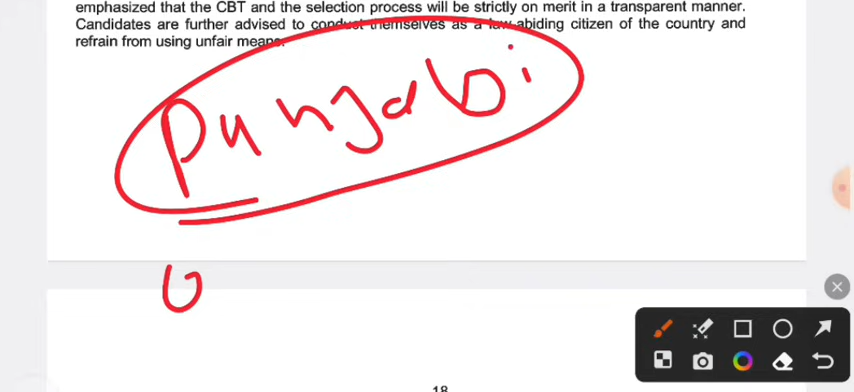 emphasized that the CBT and the selection process will be strictly on merit in a transparent manner.
Candidates are further advised to conduct themselves as a law abiding citizen of the country and
refrain from using unfair means.
Punjabi
18